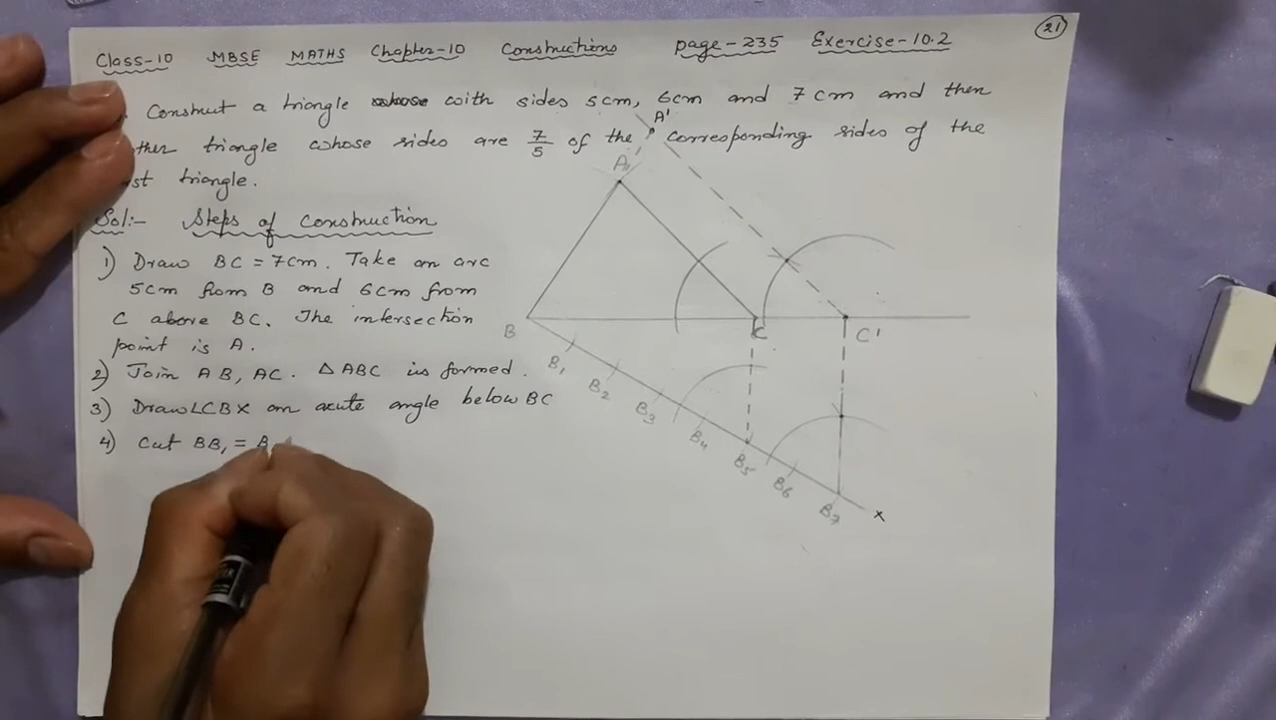 21
Class-10 MBSE MATHS Chapter-10 Constructions page-235 Exercise-10.2
Construct a triangle with sides 5cm, 6cm and 7cm and then
triangle whose sides are 7/5 of the corresponding sides of the
triangle.
Sol:- Steps of Construction
1) Draw BC = 7cm. Take an arc
5cm from B and 6cm from
C above BC. The intersection
point is A.
2) Join AB, AC. △ABC is formed.
3) Draw ∠CBX an acute angle below BC
4) Cut BB₁ = B
A'
A
B
C
C'
B₁
B₂
B₃
B₄
B₅
B₆
B₇
X